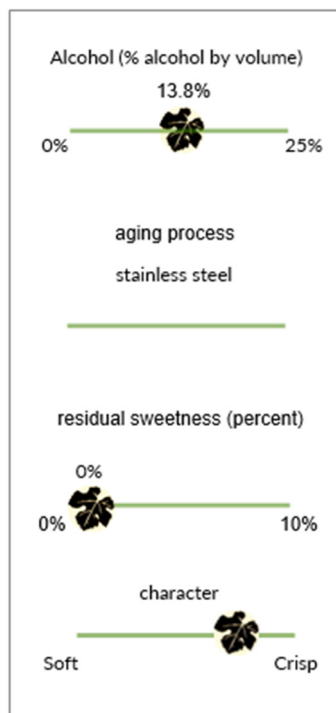 Alcohol (% alcohol by volume)
13.8%
0% 25%
aging process
stainless steel
residual sweetness (percent)
0%
0% 10%
character
Soft Crisp